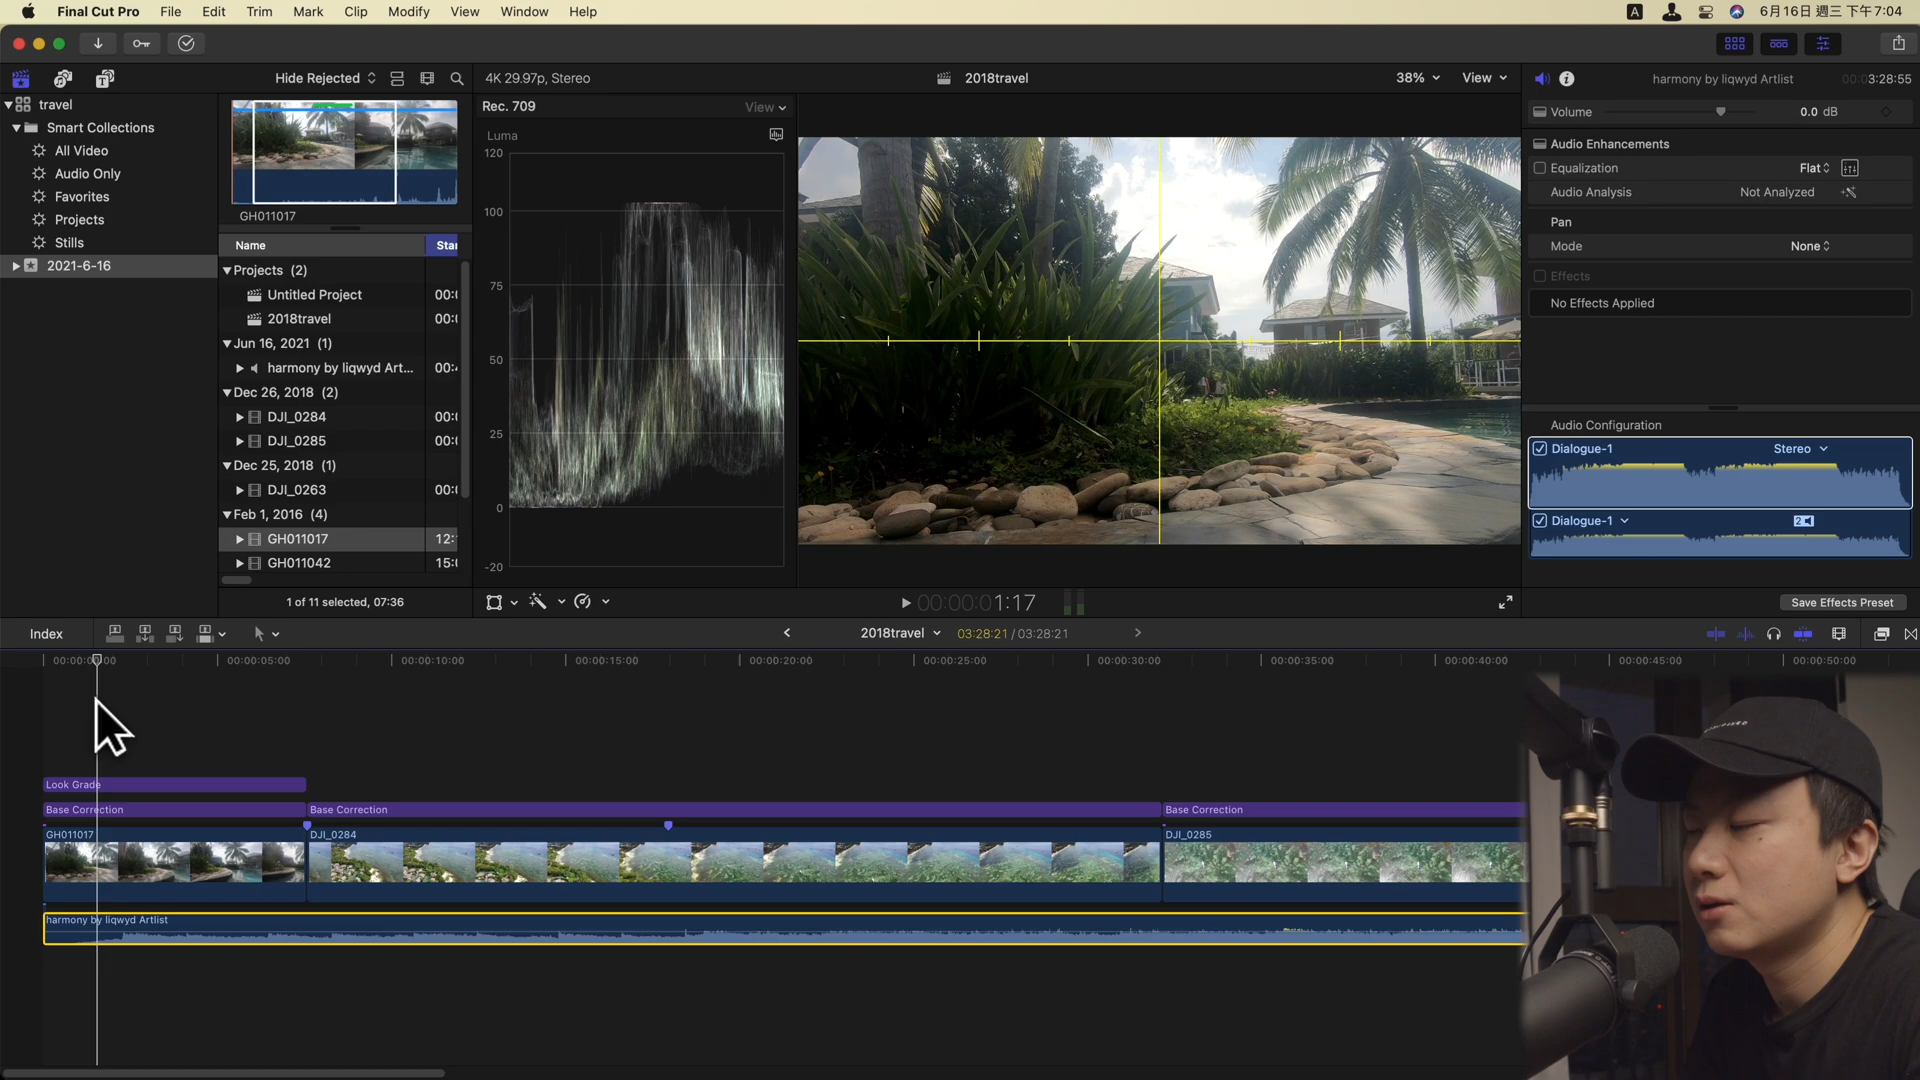 Final Cut Pro File Edit Trim Mark Clip Modify View Window Help
A 6月16日 週三 下午7:04
Hide Rejected
4K 29.97p, Stereo
2018travel
38% View
harmony by liqwyd Artlist
00:03:28:55
travel
Smart Collections
All Video
Audio Only
Favorites
Projects
Stills
2021-6-16
GH011017
Name Star
Projects (2)
Untitled Project 00:0
2018travel 00:0
Jun 16, 2021 (1)
harmony by liqwyd Art... 00:
Dec 26, 2018 (2)
DJI_0284 00:0
DJI_0285 00:0
Dec 25, 2018 (1)
DJI_0263 00:0
Feb 1, 2016 (4)
GH011017 12:
GH011042 15:0
1 of 11 selected, 07:36
Rec. 709 View
Luma
120
100
75
50
25
0
-20
00:00:01:17
Volume 0.0 dB
Audio Enhancements
Equalization Flat
Audio Analysis Not Analyzed
Pan
Mode None
Effects
No Effects Applied
Audio Configuration
Dialogue-1 Stereo
Dialogue-1 2
Save Effects Preset
Index
2018travel 03:28:21 / 03:28:21
00:00:00:00 00:00:05:00 00:00:10:00 00:00:15:00 00:00:20:00 00:00:25:00 00:00:30:00 00:00:35:00 00:00:40:00 00:00:45:00 00:00:50:00
Look Grade
Base Correction Base Correction Base Correction
GH011017 DJI_0284 DJI_0285
harmony by liqwyd Artlist